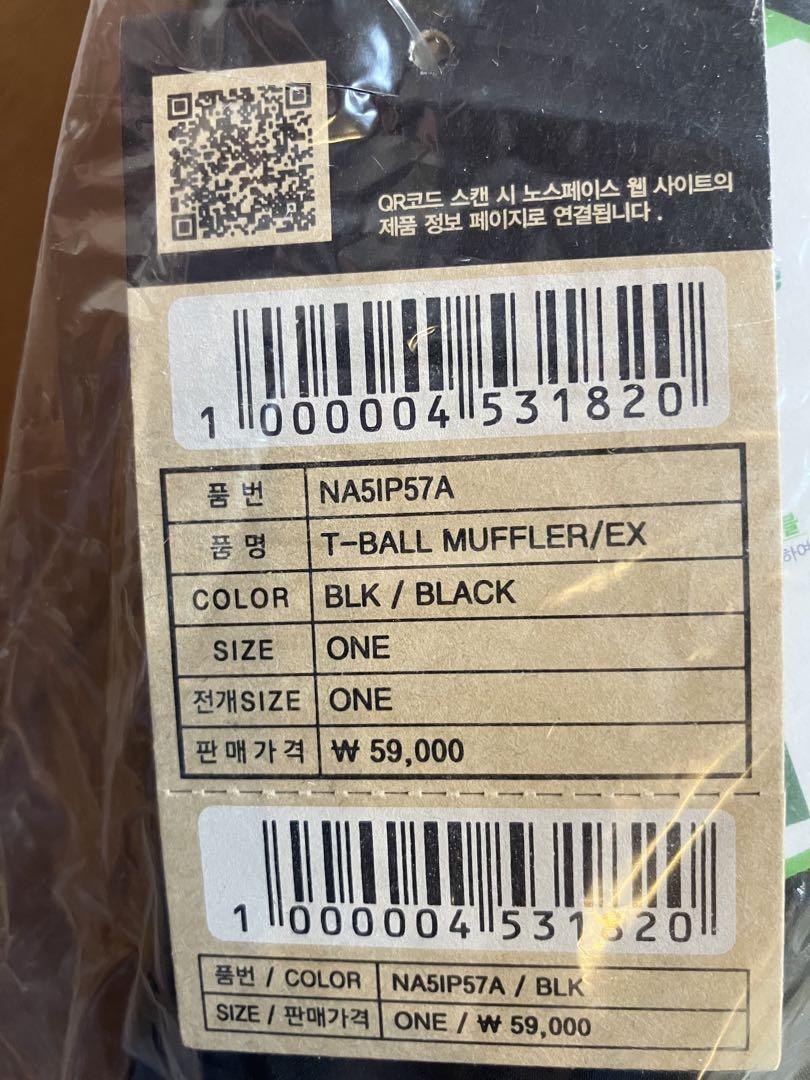 QR코드 스캔 시 노스페이스 웹 사이트의
제품 정보 페이지로 연결됩니다.
1 000004 531820
품번 NA5IP57A
품명 T-BALL MUFFLER/EX
COLOR BLK / BLACK
SIZE ONE
전개SIZE ONE
판매가격 ₩ 59,000
1 000004 531820
품번 / COLOR NA5IP57A / BLK
SIZE / 판매가격 ONE / ₩ 59,000
하여